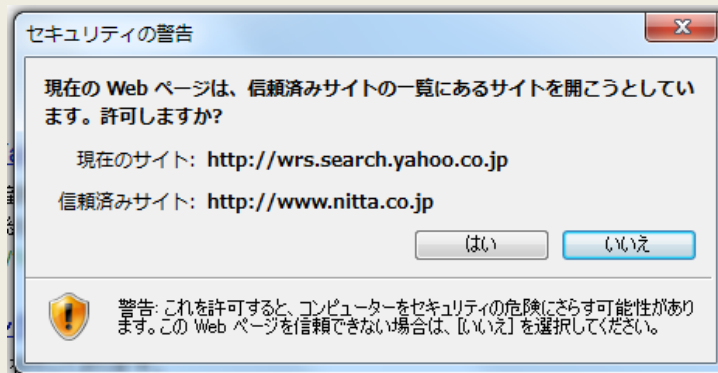 セキュリティの警告
現在の Web ページは、信頼済みサイトの一覧にあるサイトを開こうとしてい
ます。許可しますか?
現在のサイト: http://wrs.search.yahoo.co.jp
信頼済みサイト: http://www.nitta.co.jp
はい
いいえ
警告: これを許可すると、コンピューターをセキュリティの危険にさらす可能性があり
ます。この Web ページを信頼できない場合は、[いいえ] を選択してください。